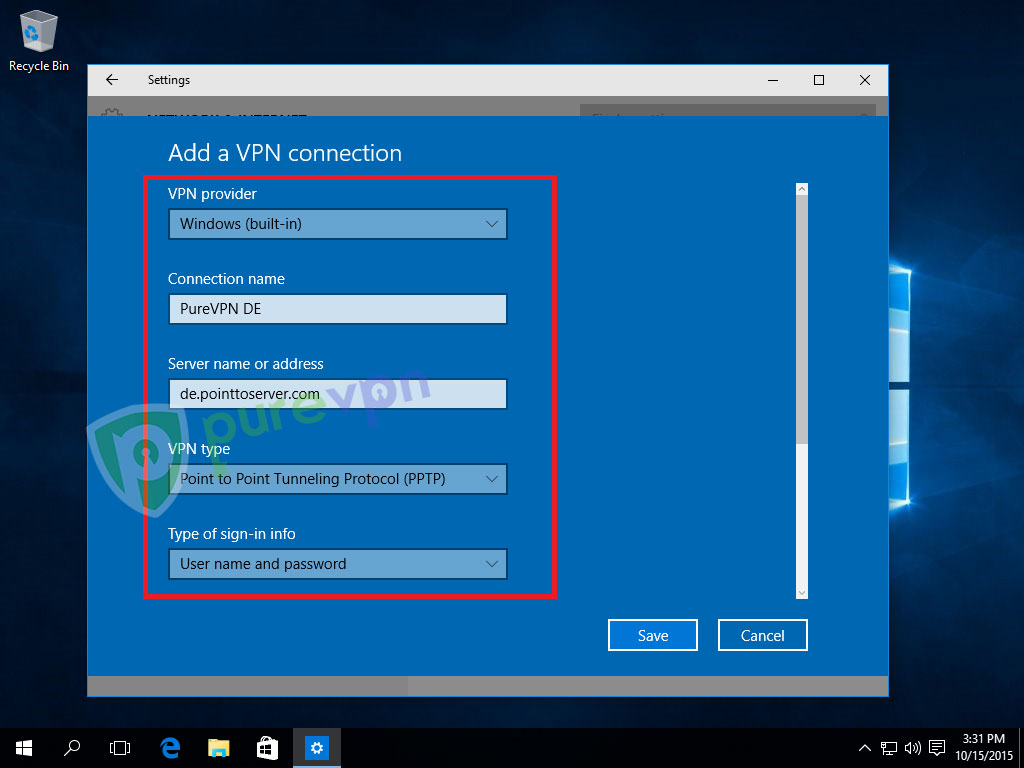 Recycle Bin
Settings
NETWORK & INTERNET
Add a VPN connection
VPN provider
Windows (built-in)
Connection name
PureVPN DE
Server name or address
de.pointtoserver.com
purevpn
VPN type
Point to Point Tunneling Protocol (PPTP)
Type of sign-in info
User name and password
Save
Cancel
3:31 PM
10/15/2015